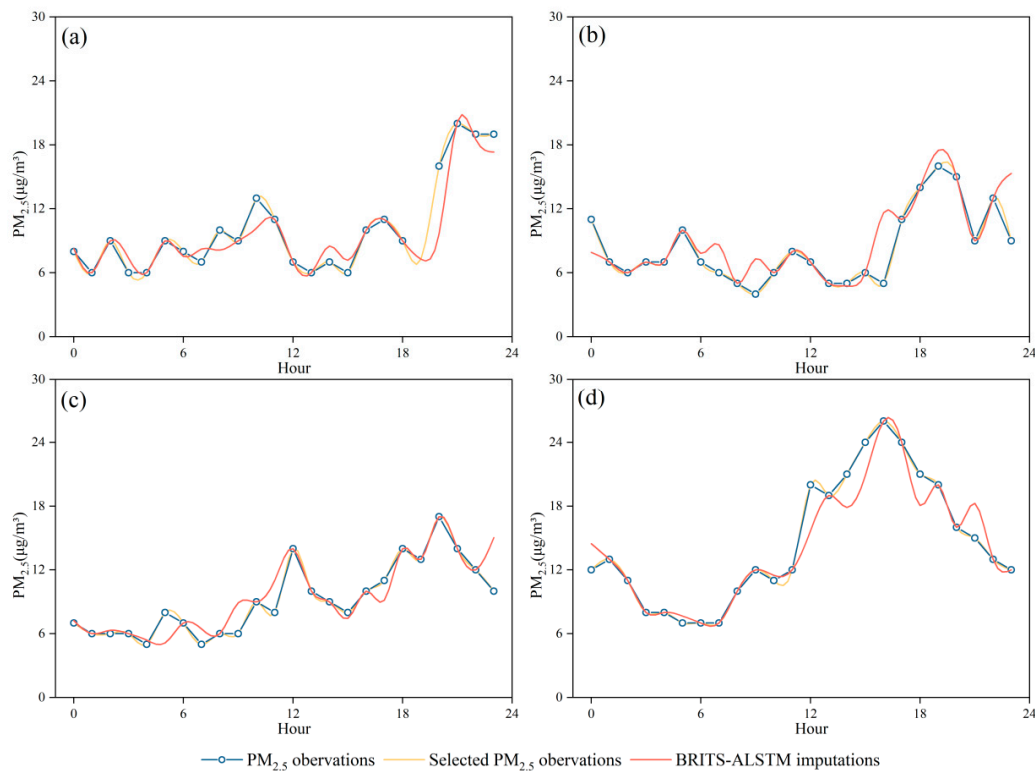 (a)
30
24
18
12
6
0
PM2.5(μg/m³)
0 6 12 18 24
Hour
(b)
30
24
18
12
6
0
PM2.5(μg/m³)
0 6 12 18 24
Hour
(c)
30
24
18
12
6
0
PM2.5(μg/m³)
0 6 12 18 24
Hour
(d)
30
24
18
12
6
0
PM2.5(μg/m³)
0 6 12 18 24
Hour
PM2.5 obervations Selected PM2.5 obervations BRITS-ALSTM imputations